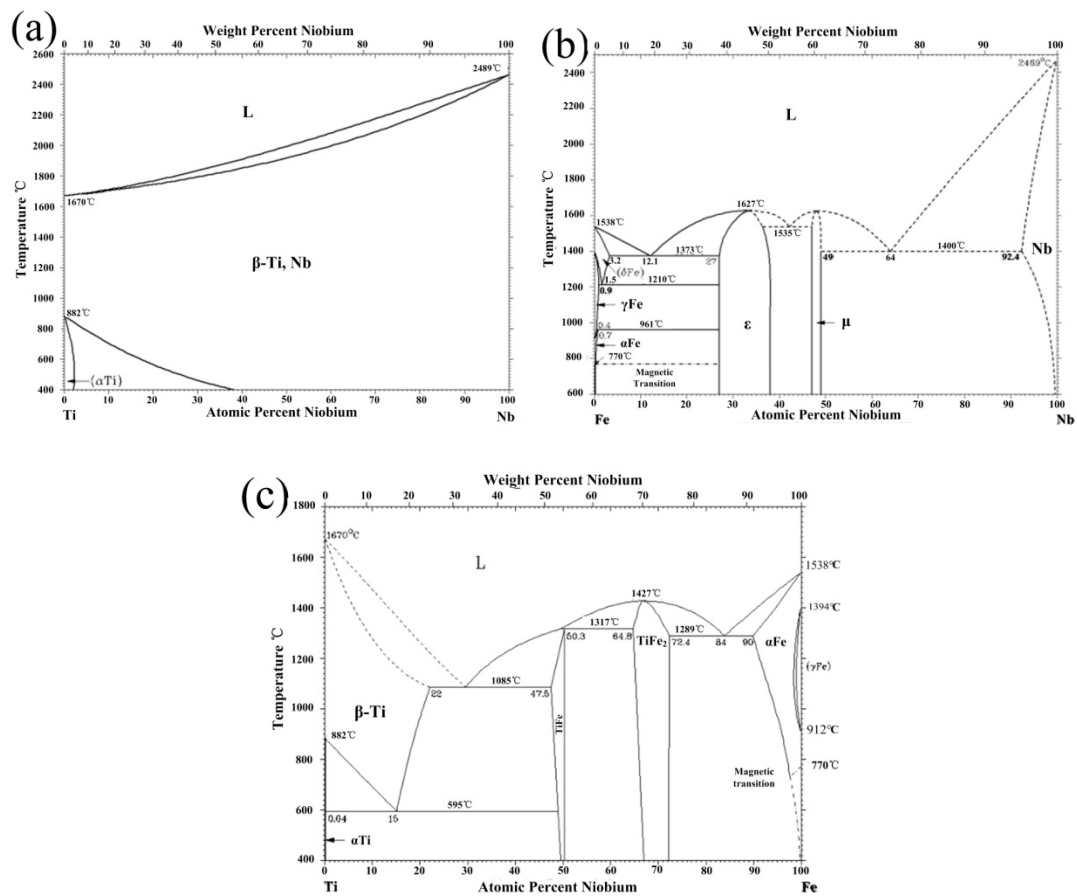 (a)
Weight Percent Niobium
0 10 20 30 40 50 60 70 80 90 100
2600
2400
2200
2000
1800
1600
1400
1200
1000
800
600
400
Temperature ℃
2489℃
L
1670℃
β-Ti, Nb
882℃
(αTi)
0 10 20 30 40 50 60 70 80 90 100
Ti Atomic Percent Niobium Nb
(b)
Weight Percent Niobium
0 10 20 30 40 50 60 70 80 90 100
2400
2200
2000
1800
1600
1400
1200
1000
800
600
Temperature ℃
2469°C
L
1627℃
1538℃
1535℃
1373℃
1400℃
Nb
3.2 12.1 27
49 64 92.4
(δFe)
1.5 1210℃
0.9
γFe
0.4 961℃
0.7
αFe
ε
μ
770℃
Magnetic
Transition
0 10 20 30 40 50 60 70 80 90 100
Fe Atomic Percent Niobium Nb
(c)
Weight Percent Niobium
0 10 20 30 40 50 60 70 80 90 100
1800
1600
1400
1200
1000
800
600
400
Temperature ℃
1670°C
L
1538℃
1427℃
1394℃
1317℃
1289℃
50.3 64.8 TiFe2 72.4 84 90 αFe
(γFe)
1085℃
22 47.5
β-Ti
TiFe
912℃
882℃
770℃
Magnetic
transition
595℃
0.04 15
αTi
0 10 20 30 40 50 60 70 80 90 100
Ti Atomic Percent Niobium Fe